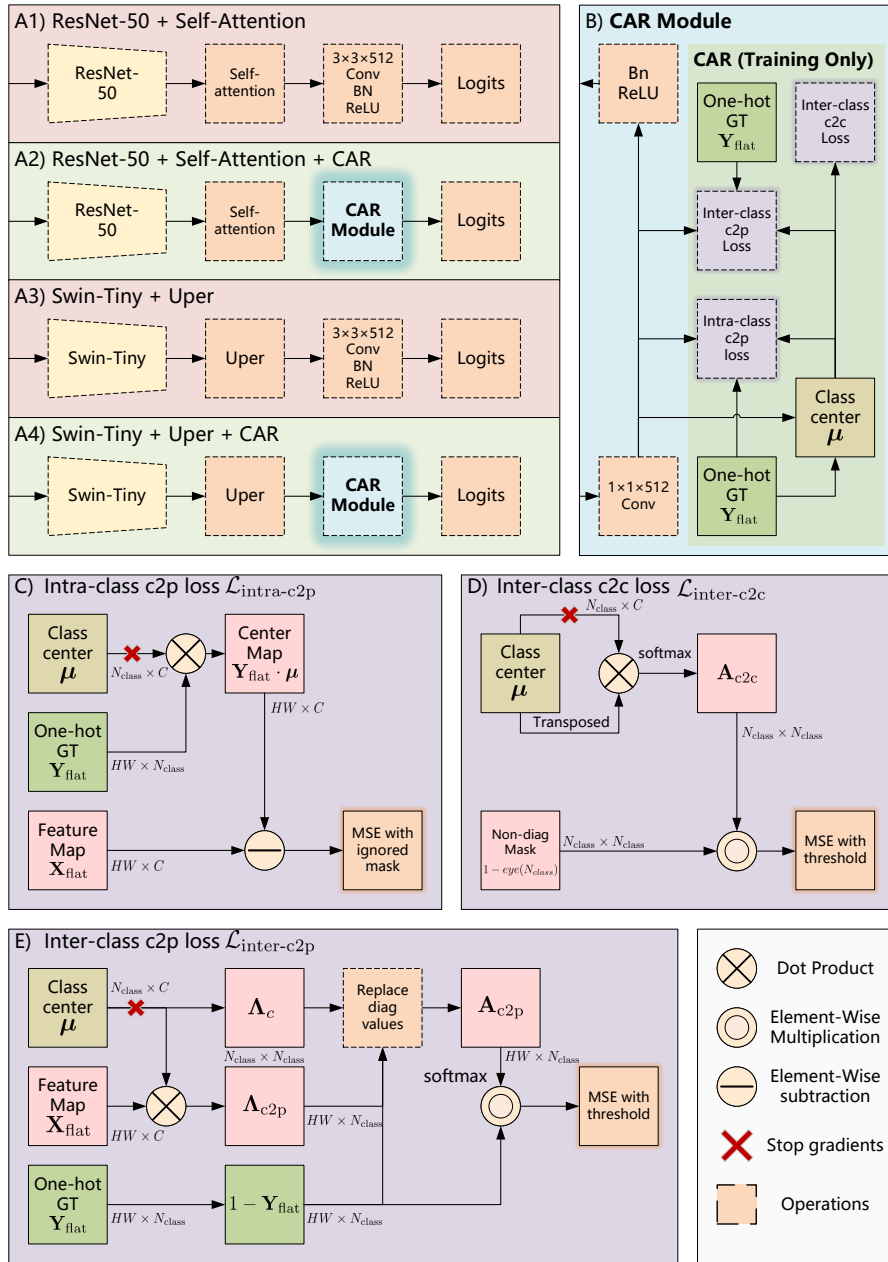 A1) ResNet-50 + Self-Attention
ResNet-
50
Self-
attention
3×3×512
Conv
BN
ReLU
Logits
A2) ResNet-50 + Self-Attention + CAR
ResNet-
50
Self-
attention
CAR
Module
Logits
A3) Swin-Tiny + Uper
Swin-Tiny
Uper
3×3×512
Conv
BN
ReLU
Logits
A4) Swin-Tiny + Uper + CAR
Swin-Tiny
Uper
CAR
Module
Logits
B) CAR Module
CAR (Training Only)
Bn
ReLU
One-hot
GT
Y_flat
Inter-class
c2c
Loss
Inter-class
c2p
Loss
Intra-class
c2p
loss
Class
center
μ
1×1×512
Conv
One-hot
GT
Y_flat
C) Intra-class c2p loss ℒ_intra-c2p
Class
center
μ
N_class × C
Center
Map
Y_flat · μ
HW × C
One-hot
GT
Y_flat
HW × N_class
Feature
Map
X_flat
HW × C
MSE with
ignored
mask
D) Inter-class c2c loss ℒ_inter-c2c
N_class × C
Class
center
μ
Transposed
softmax
A_c2c
N_class × N_class
Non-diag
Mask
1 − eye(N_class)
N_class × N_class
MSE with
threshold
E) Inter-class c2p loss ℒ_inter-c2p
Class
center
μ
N_class × C
Λ_c
N_class × N_class
Replace
diag
values
A_c2p
HW × N_class
softmax
Feature
Map
X_flat
HW × C
Λ_c2p
HW × N_class
MSE with
threshold
One-hot
GT
Y_flat
HW × N_class
1 − Y_flat
HW × N_class
Dot Product
Element-Wise
Multiplication
Element-Wise
subtraction
Stop gradients
Operations